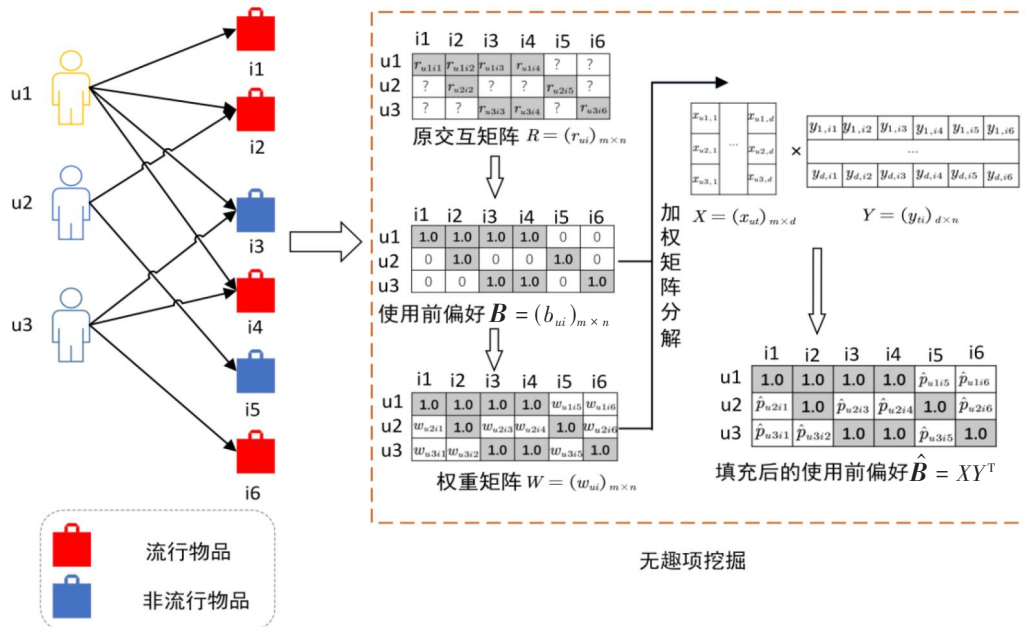 u1
u2
u3
i1
i2
i3
i4
i5
i6
流行物品
非流行物品
i1 i2 i3 i4 i5 i6
u1 r_{u1i1} r_{u1i2} r_{u1i3} r_{u1i4} ? ?
u2 ? r_{u2i2} ? ? r_{u2i5} ?
u3 ? ? r_{u3i3} r_{u3i4} ? r_{u3i6}
原交互矩阵 R = (r_{ui})_{m×n}
i1 i2 i3 i4 i5 i6
u1 1.0 1.0 1.0 1.0 0 0
u2 0 1.0 0 0 1.0 0
u3 0 0 1.0 1.0 0 1.0
使用前偏好 B = (b_{ui})_{m×n}
i1 i2 i3 i4 i5 i6
u1 1.0 1.0 1.0 1.0 w_{u1i5} w_{u1i6}
u2 w_{u2i1} 1.0 w_{u2i3} w_{u2i4} 1.0 w_{u2i6}
u3 w_{u3i1} w_{u3i2} 1.0 1.0 w_{u3i5} 1.0
权重矩阵 W = (w_{ui})_{m×n}
加权矩阵分解
x_{u1,1} x_{u1,d}
x_{u2,1} ... x_{u2,d}
x_{u3,1} x_{u3,d}
X = (x_{ut})_{m×d}
×
y_{1,i1} y_{1,i2} y_{1,i3} y_{1,i4} y_{1,i5} y_{1,i6}
...
y_{d,i1} y_{d,i2} y_{d,i3} y_{d,i4} y_{d,i5} y_{d,i6}
Y = (y_{ti})_{d×n}
i1 i2 i3 i4 i5 i6
u1 1.0 1.0 1.0 1.0 p̂_{u1i5} p̂_{u1i6}
u2 p̂_{u2i1} 1.0 p̂_{u2i3} p̂_{u2i4} 1.0 p̂_{u2i6}
u3 p̂_{u3i1} p̂_{u3i2} 1.0 1.0 p̂_{u3i5} 1.0
填充后的使用前偏好 B̂ = XY^T
无趣项挖掘